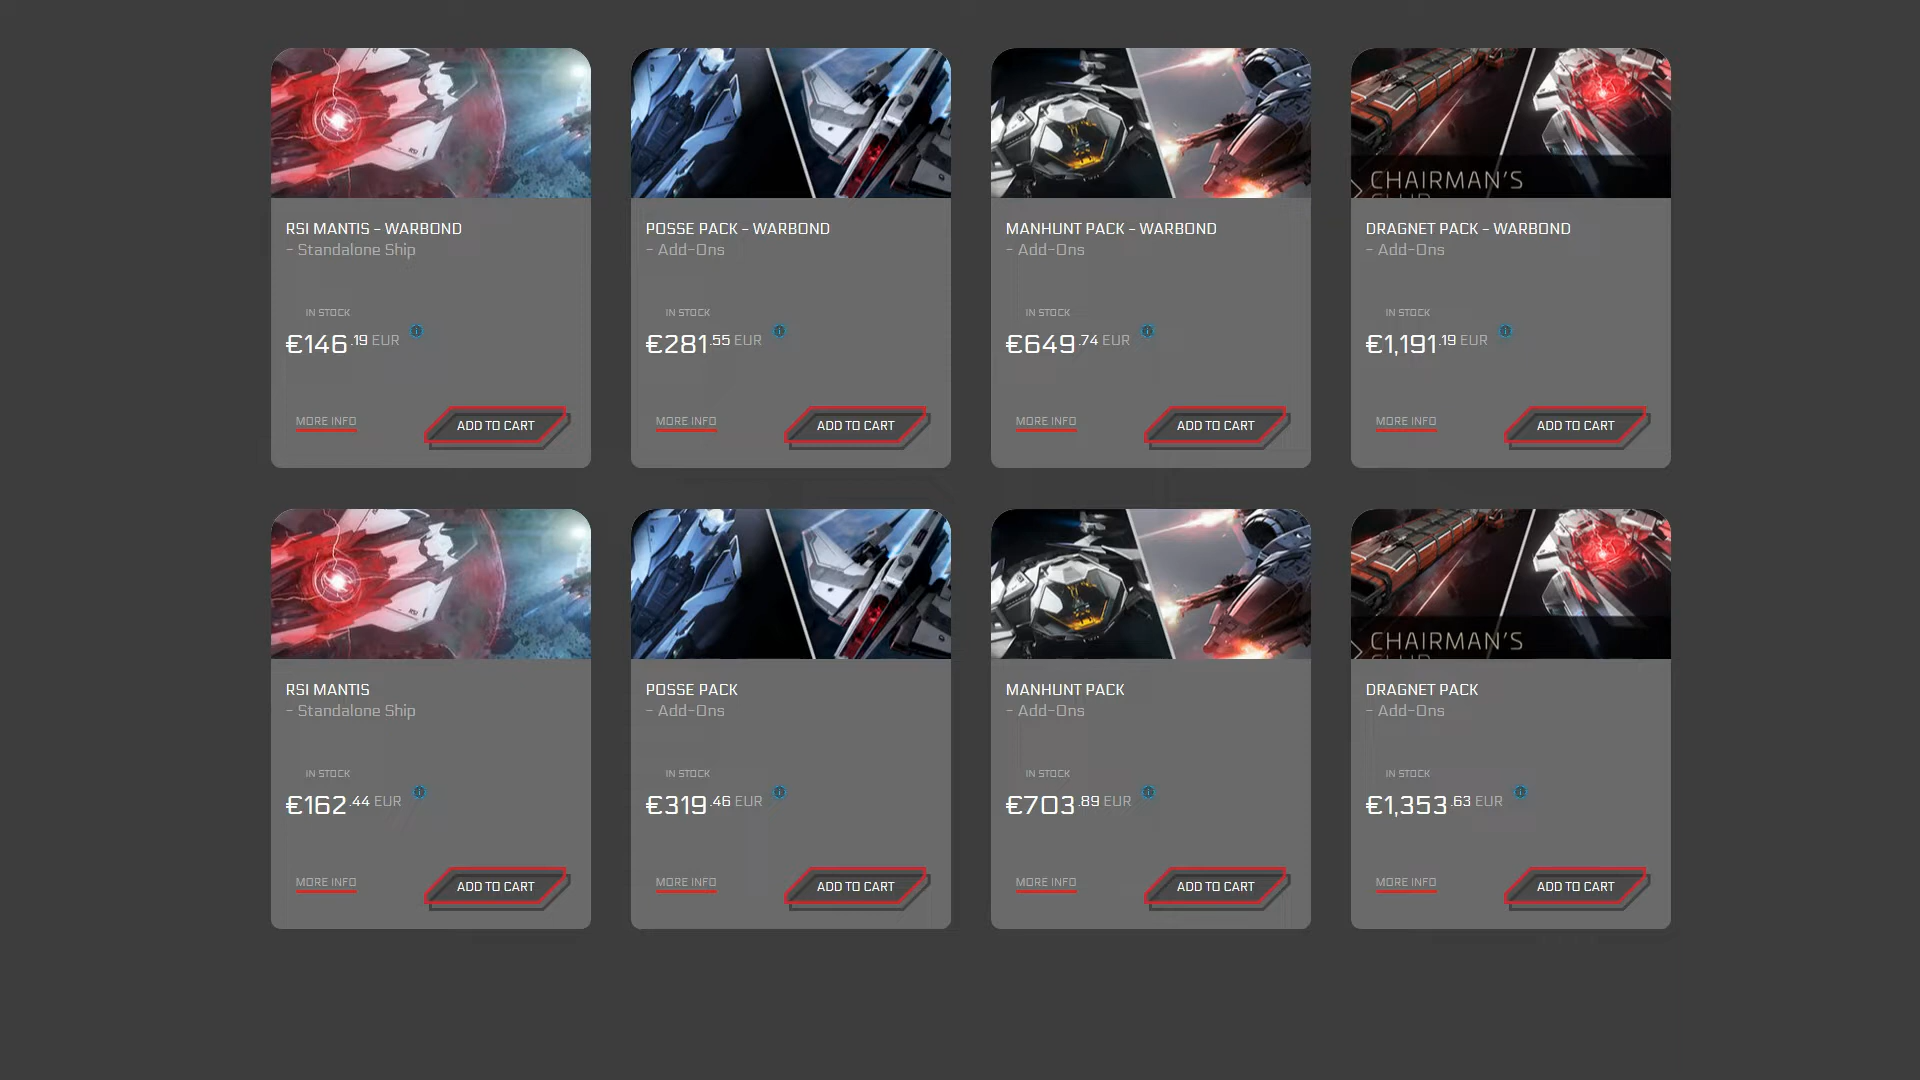 CHAIRMAN'S
RSI MANTIS - WARBOND
- Standalone Ship
IN STOCK
€146.19 EUR
MORE INFO
ADD TO CART
POSSE PACK - WARBOND
- Add-Ons
IN STOCK
€281.55 EUR
MORE INFO
ADD TO CART
MANHUNT PACK - WARBOND
- Add-Ons
IN STOCK
€649.74 EUR
MORE INFO
ADD TO CART
DRAGNET PACK - WARBOND
- Add-Ons
IN STOCK
€1,191.19 EUR
MORE INFO
ADD TO CART
CHAIRMAN'S
RSI MANTIS
- Standalone Ship
IN STOCK
€162.44 EUR
MORE INFO
ADD TO CART
POSSE PACK
- Add-Ons
IN STOCK
€319.46 EUR
MORE INFO
ADD TO CART
MANHUNT PACK
- Add-Ons
IN STOCK
€703.89 EUR
MORE INFO
ADD TO CART
DRAGNET PACK
- Add-Ons
IN STOCK
€1,353.63 EUR
MORE INFO
ADD TO CART